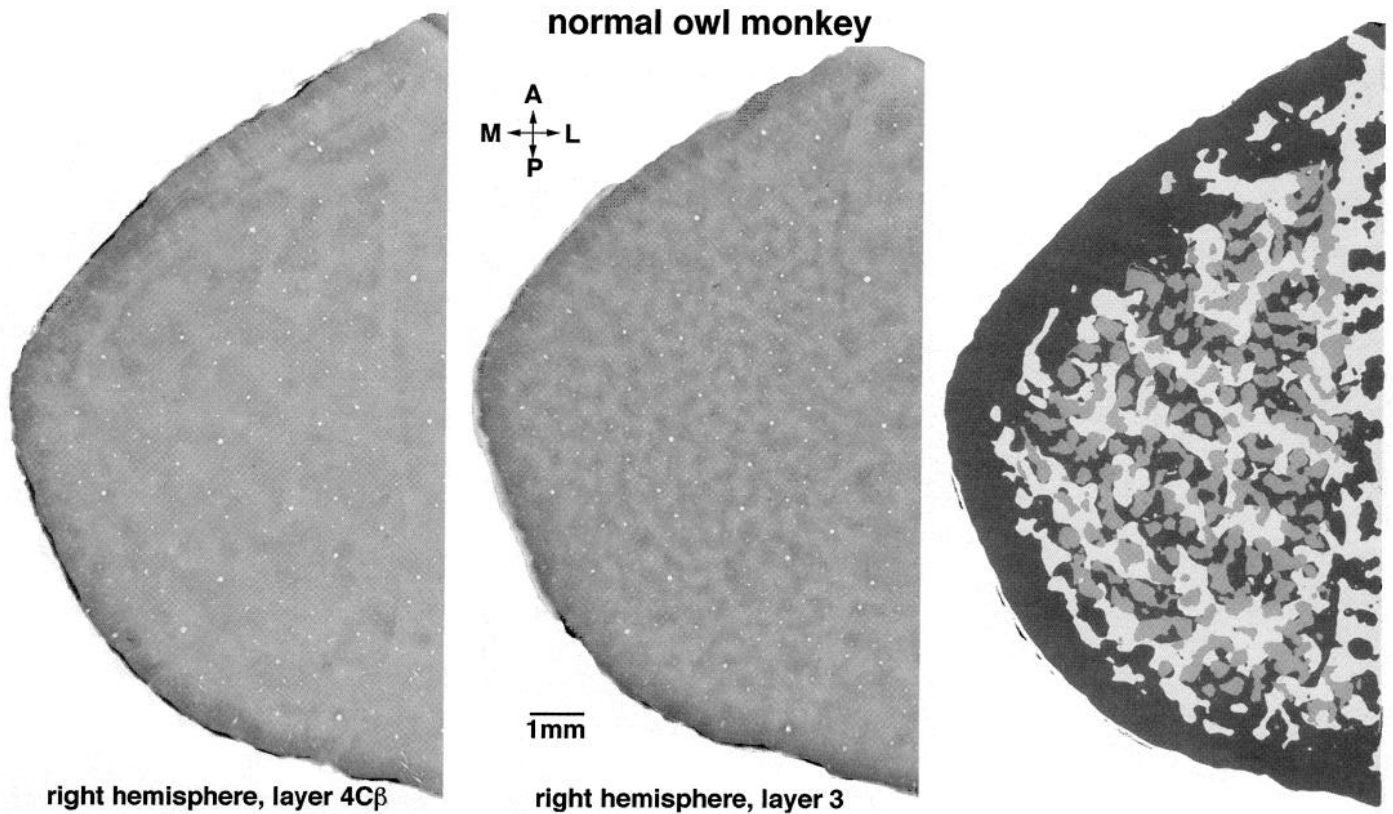 normal owl monkey
A
M L
P
1mm
right hemisphere, layer 4Cβ
right hemisphere, layer 3